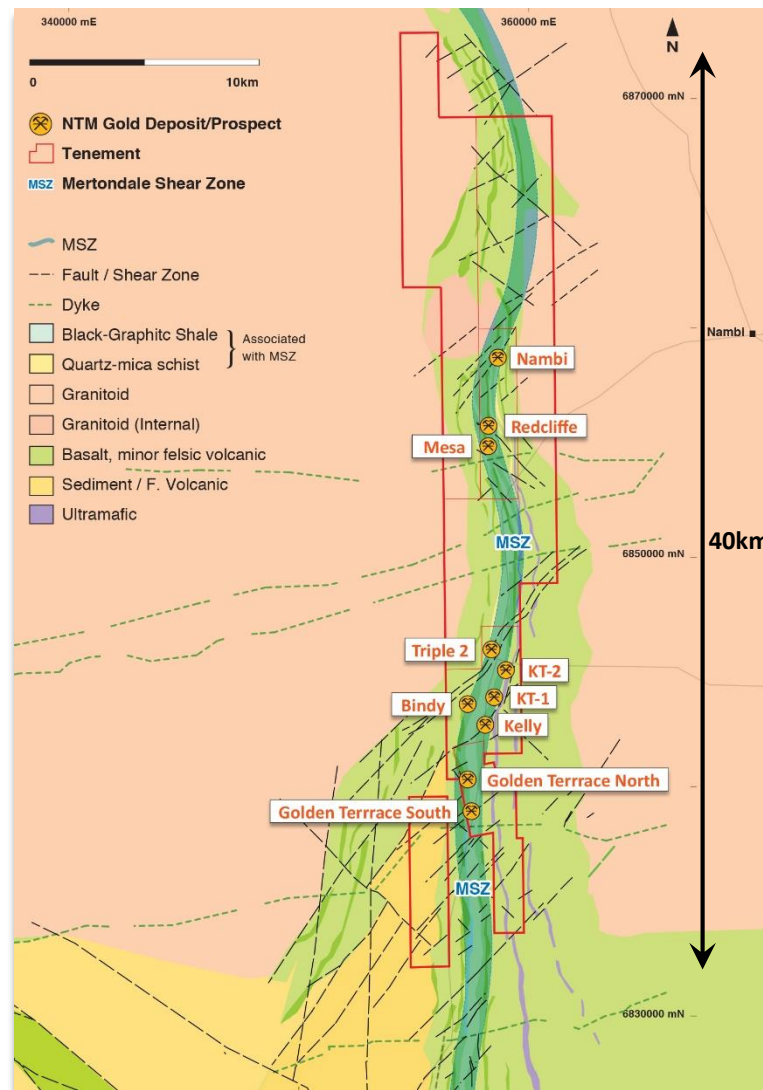 340000 mE
360000 mE
N
0
10km
6870000 mN
NTM Gold Deposit/Prospect
Tenement
MSZ Mertondale Shear Zone
MSZ
Fault / Shear Zone
Dyke
Black-Graphitc Shale
Quartz-mica schist
Associated
with MSZ
Granitoid
Granitoid (Internal)
Basalt, minor felsic volcanic
Sediment / F. Volcanic
Ultramafic
Nambi
Nambi
Redcliffe
Mesa
MSZ
40km
6850000 mN
Triple 2
KT-2
KT-1
Bindy
Kelly
Golden Terrrace North
Golden Terrrace South
MSZ
6830000 mN